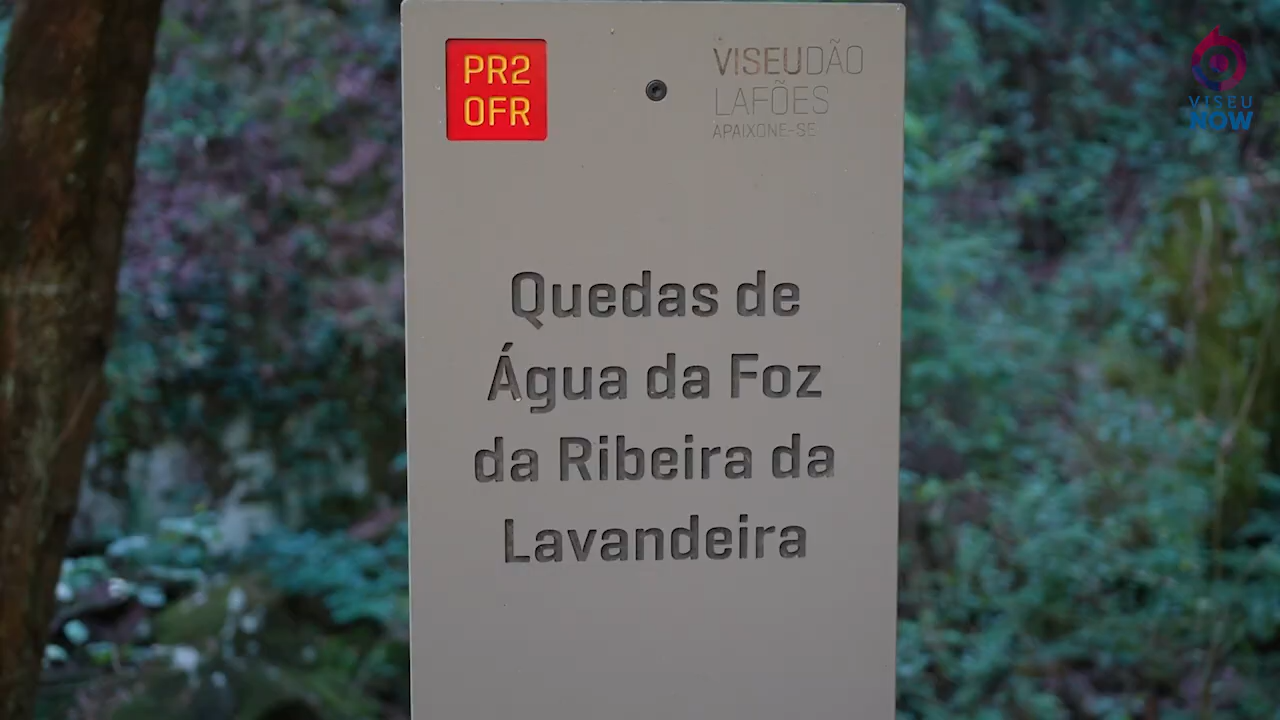 PR2
OFR
VISEUDÃO
LAFÕES
APAIXONE-SE
VISEU
NOW
Quedas de
Água da Foz
da Ribeira da
Lavandeira